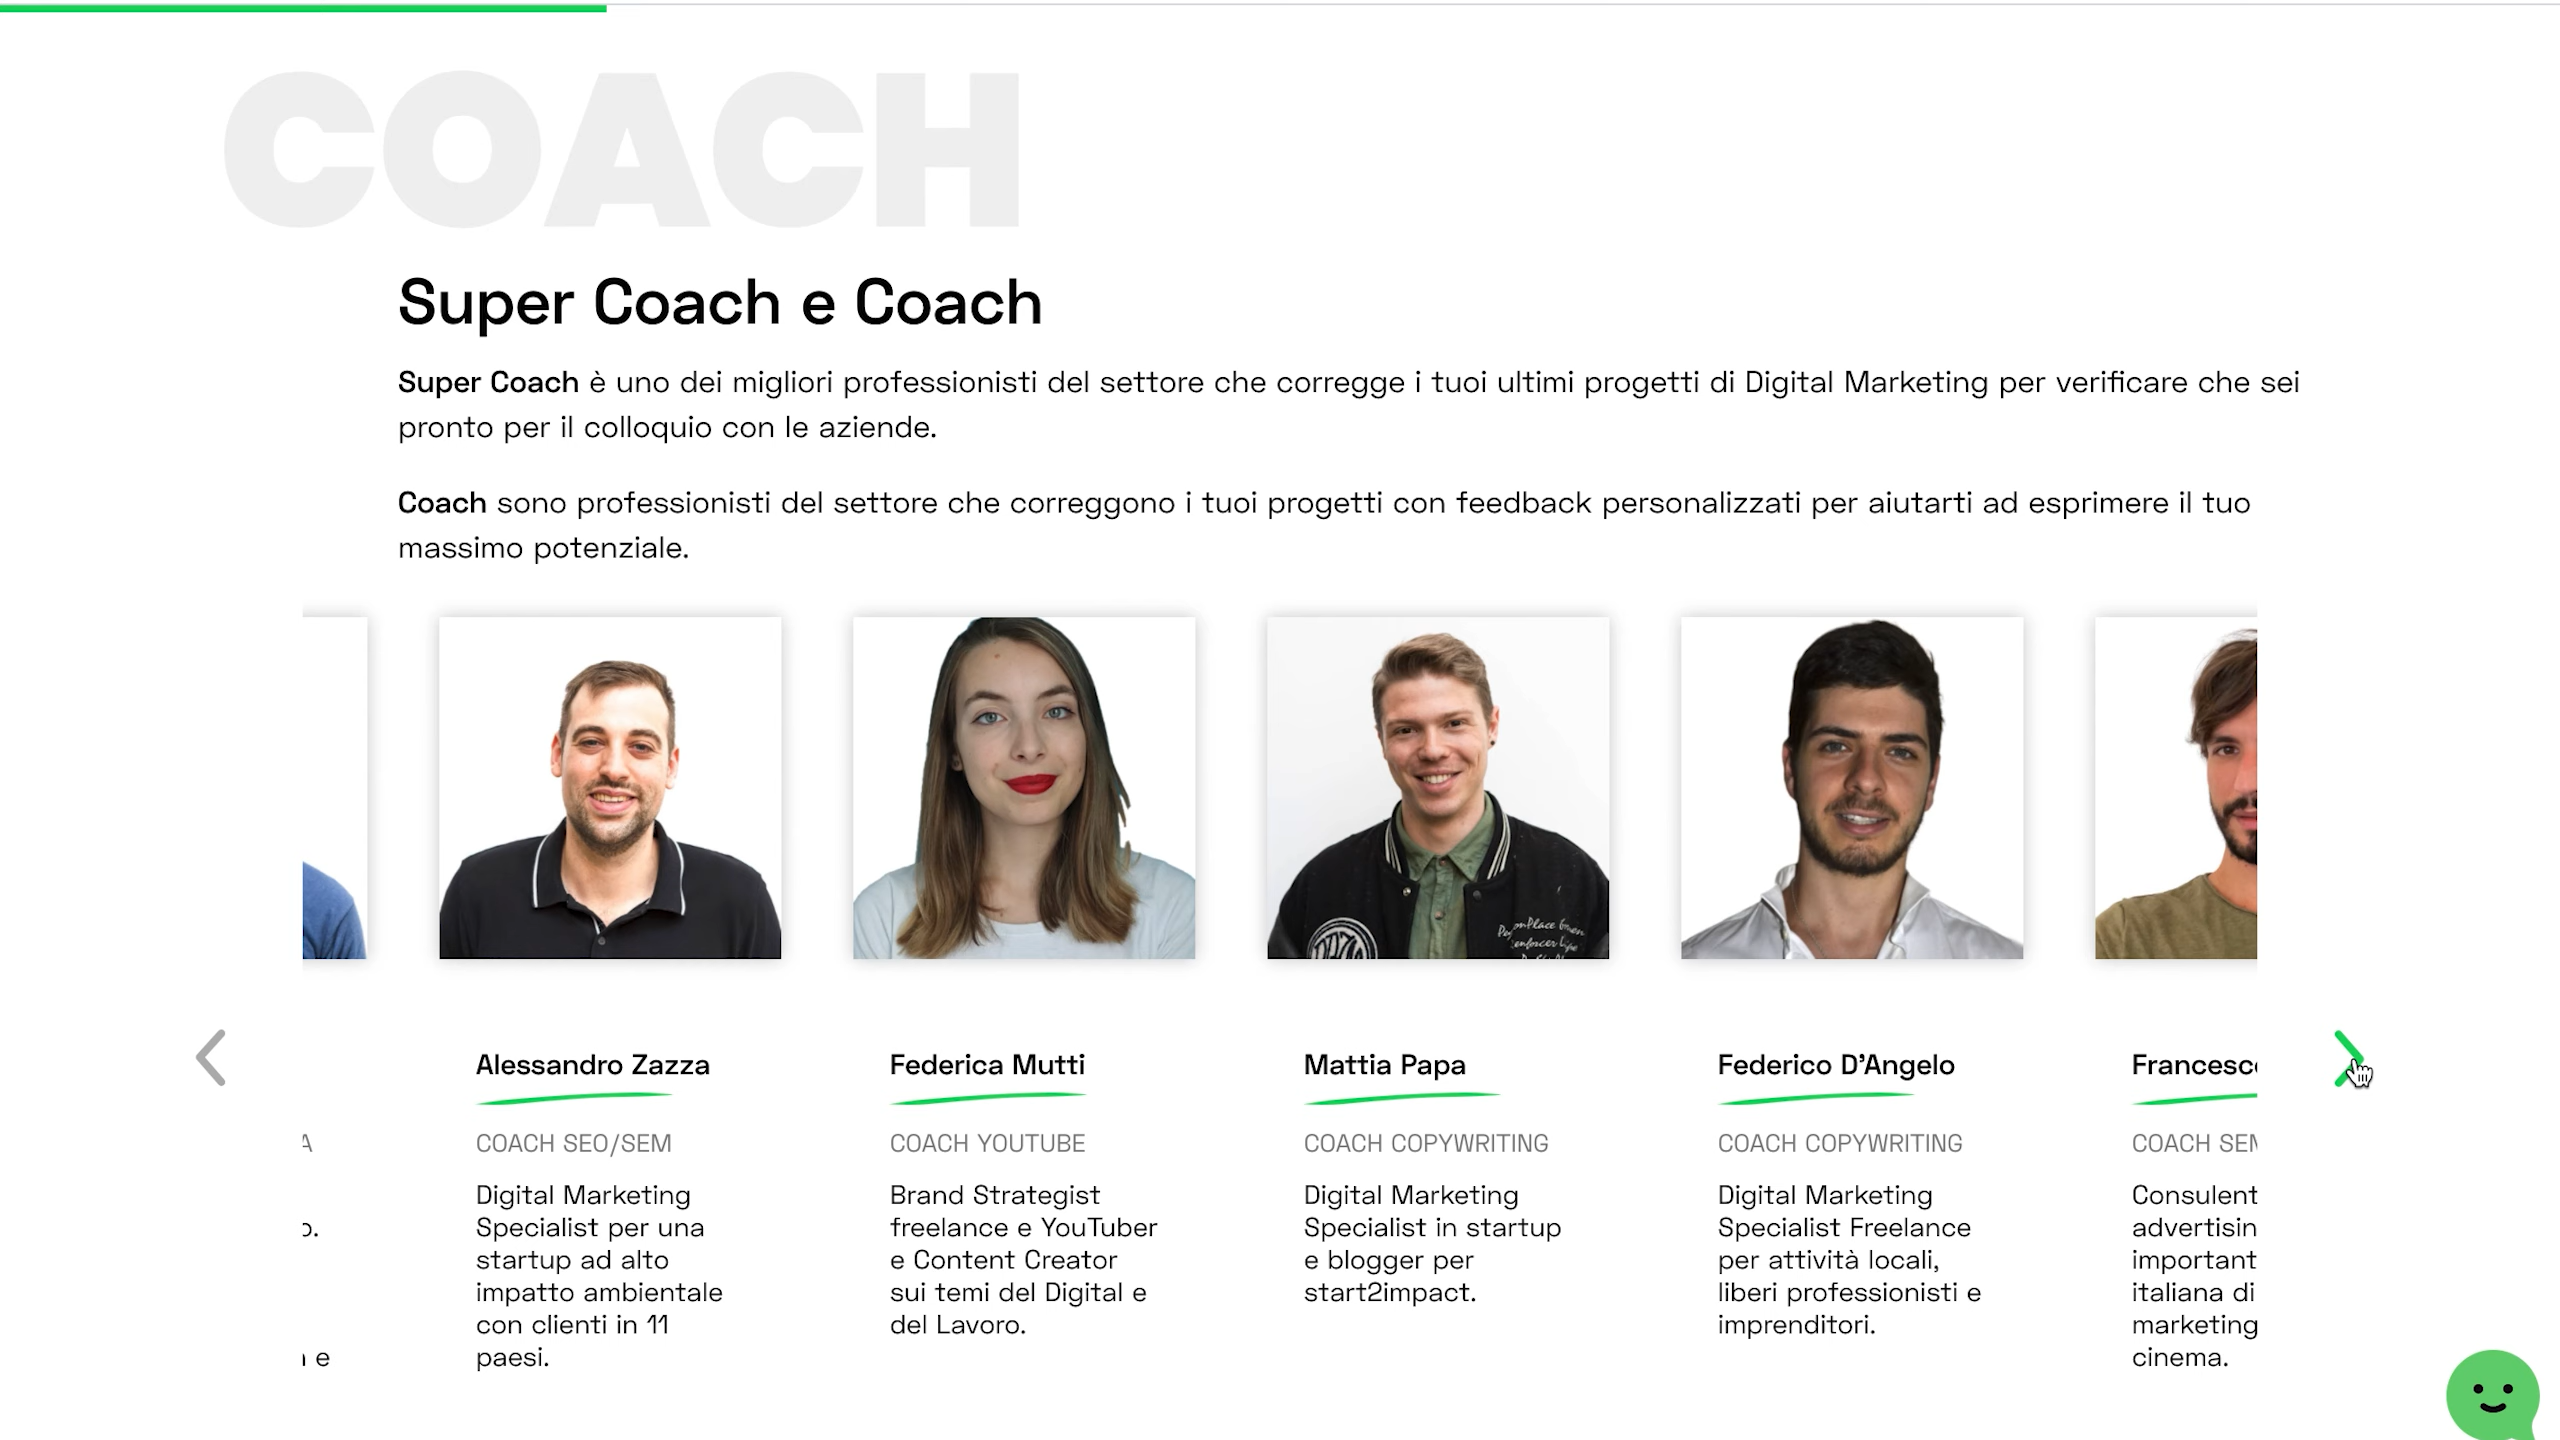 COACH
Super Coach e Coach
Super Coach è uno dei migliori professionisti del settore che corregge i tuoi ultimi progetti di Digital Marketing per verificare che sei
pronto per il colloquio con le aziende.
Coach sono professionisti del settore che correggono i tuoi progetti con feedback personalizzati per aiutarti ad esprimere il tuo
massimo potenziale.
Alessandro Zazza
COACH SEO/SEM
Digital Marketing
Specialist per una
startup ad alto
impatto ambientale
con clienti in 11
paesi.
Federica Mutti
COACH YOUTUBE
Brand Strategist
freelance e YouTuber
e Content Creator
sui temi del Digital e
del Lavoro.
Mattia Papa
COACH COPYWRITING
Digital Marketing
Specialist in startup
e blogger per
start2impact.
Federico D'Angelo
COACH COPYWRITING
Digital Marketing
Specialist Freelance
per attività locali,
liberi professionisti e
imprenditori.
Francesc
COACH SE
Consulent
advertisin
important
italiana di
marketing
cinema.